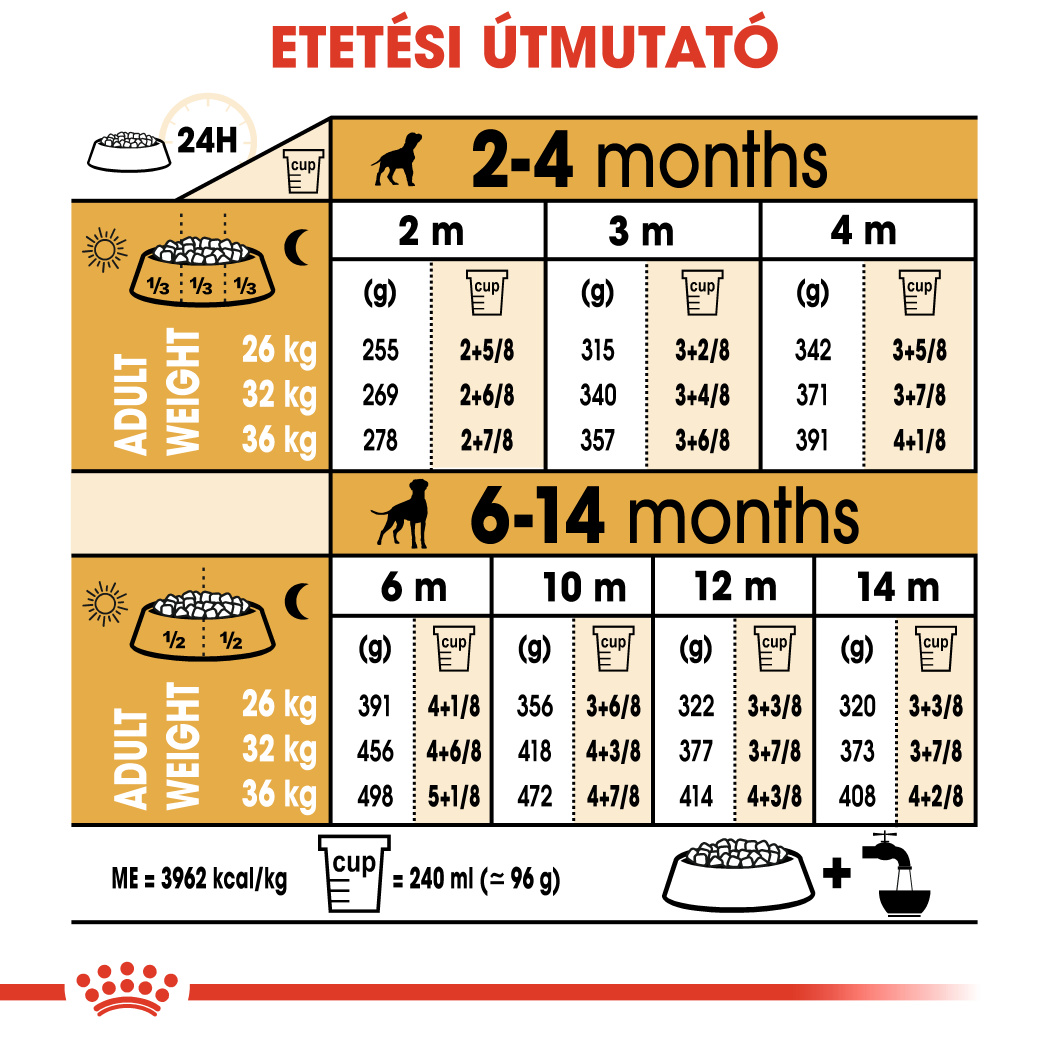 ETETÉSI ÚTMUTATÓ
24H
cup
2-4 months
2 m 3 m 4 m
1/3 1/3 1/3
(g) cup (g) cup (g) cup
ADULT WEIGHT
26 kg 255 2+5/8 315 3+2/8 342 3+5/8
32 kg 269 2+6/8 340 3+4/8 371 3+7/8
36 kg 278 2+7/8 357 3+6/8 391 4+1/8
6-14 months
6 m 10 m 12 m 14 m
1/2 1/2
(g) cup (g) cup (g) cup (g) cup
ADULT WEIGHT
26 kg 391 4+1/8 356 3+6/8 322 3+3/8 320 3+3/8
32 kg 456 4+6/8 418 4+3/8 377 3+7/8 373 3+7/8
36 kg 498 5+1/8 472 4+7/8 414 4+3/8 408 4+2/8
ME = 3962 kcal/kg cup = 240 ml (≃ 96 g) +